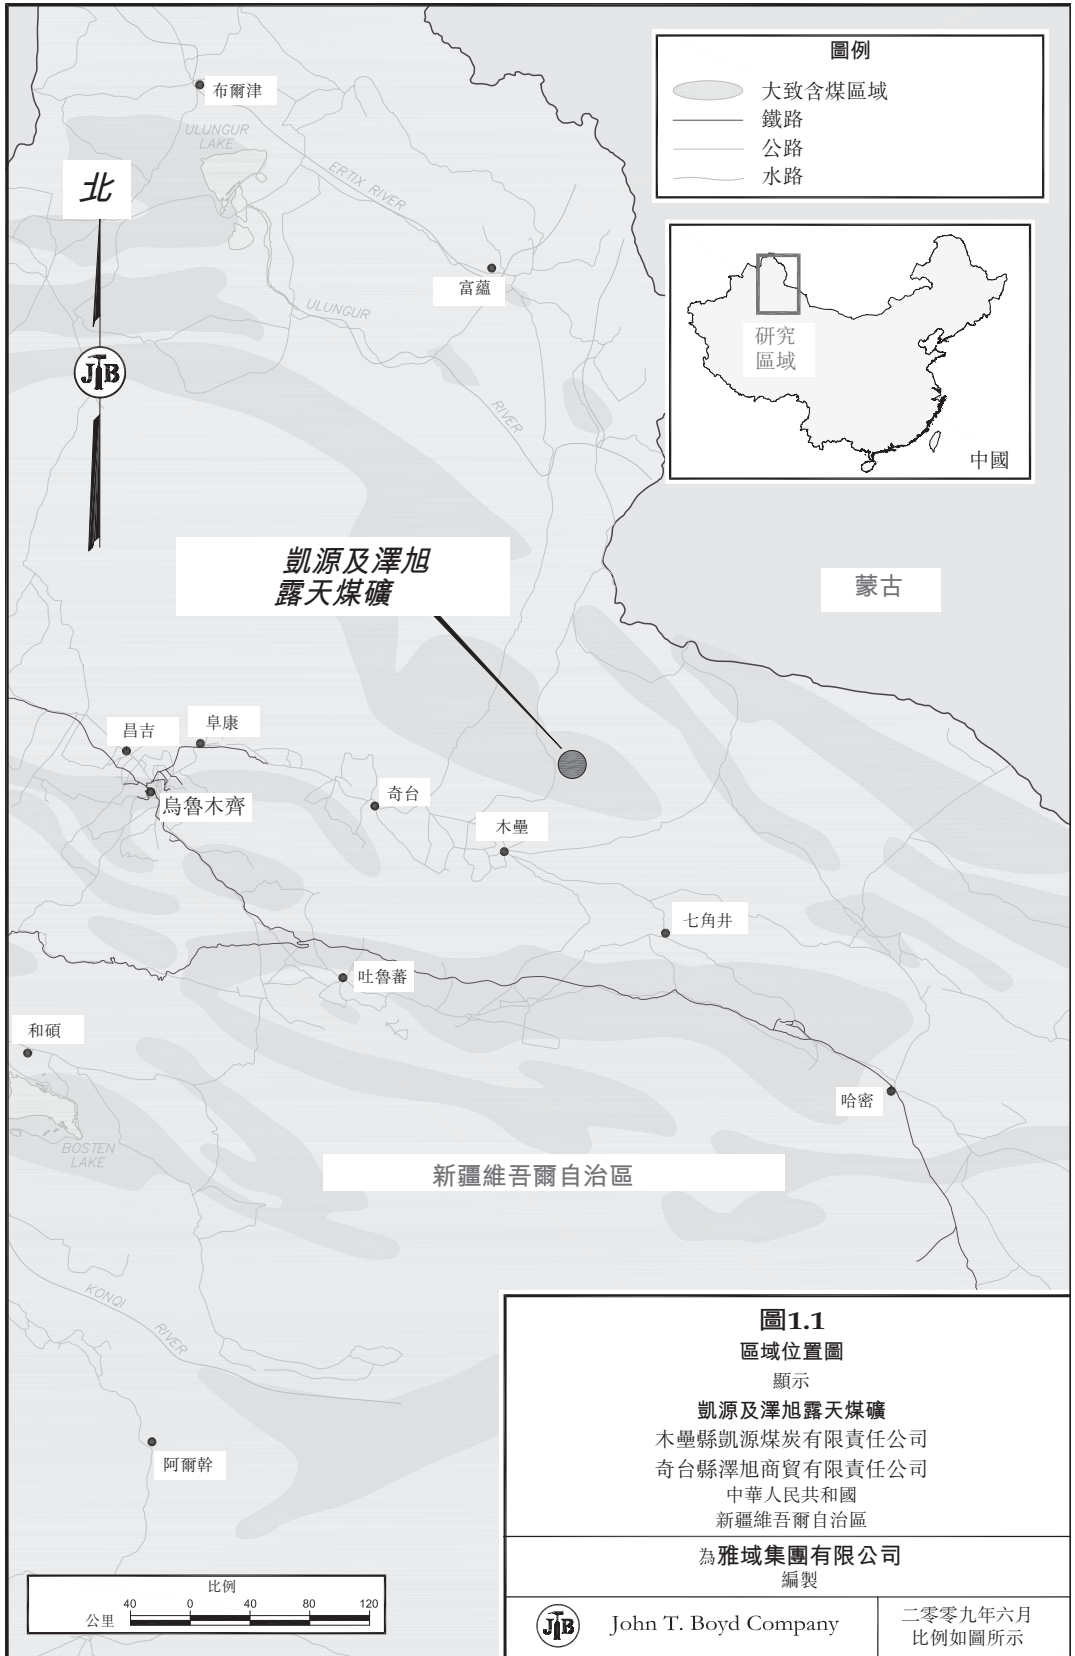 圖例
大致含煤區域
鐵路
公路
水路
布爾津
ULUNGUR
LAKE
北
ERTIX RIVER
富蘊
ULUNGUR
RIVER
研究
區域
中國
JTB
凱源及澤旭
露天煤礦
蒙古
昌吉
阜康
烏魯木齊
奇台
木壘
七角井
吐魯蕃
和碩
哈密
BOSTEN
LAKE
新疆維吾爾自治區
KONQI
RIVER
阿爾幹
圖1.1
區域位置圖
顯示
凱源及澤旭露天煤礦
木壘縣凱源煤炭有限責任公司
奇台縣澤旭商貿有限責任公司
中華人民共和國
新疆維吾爾自治區
為雅域集團有限公司
編製
比例
公里
40 0 40 80 120
JTB
John T. Boyd Company
二零零九年六月
比例如圖所示